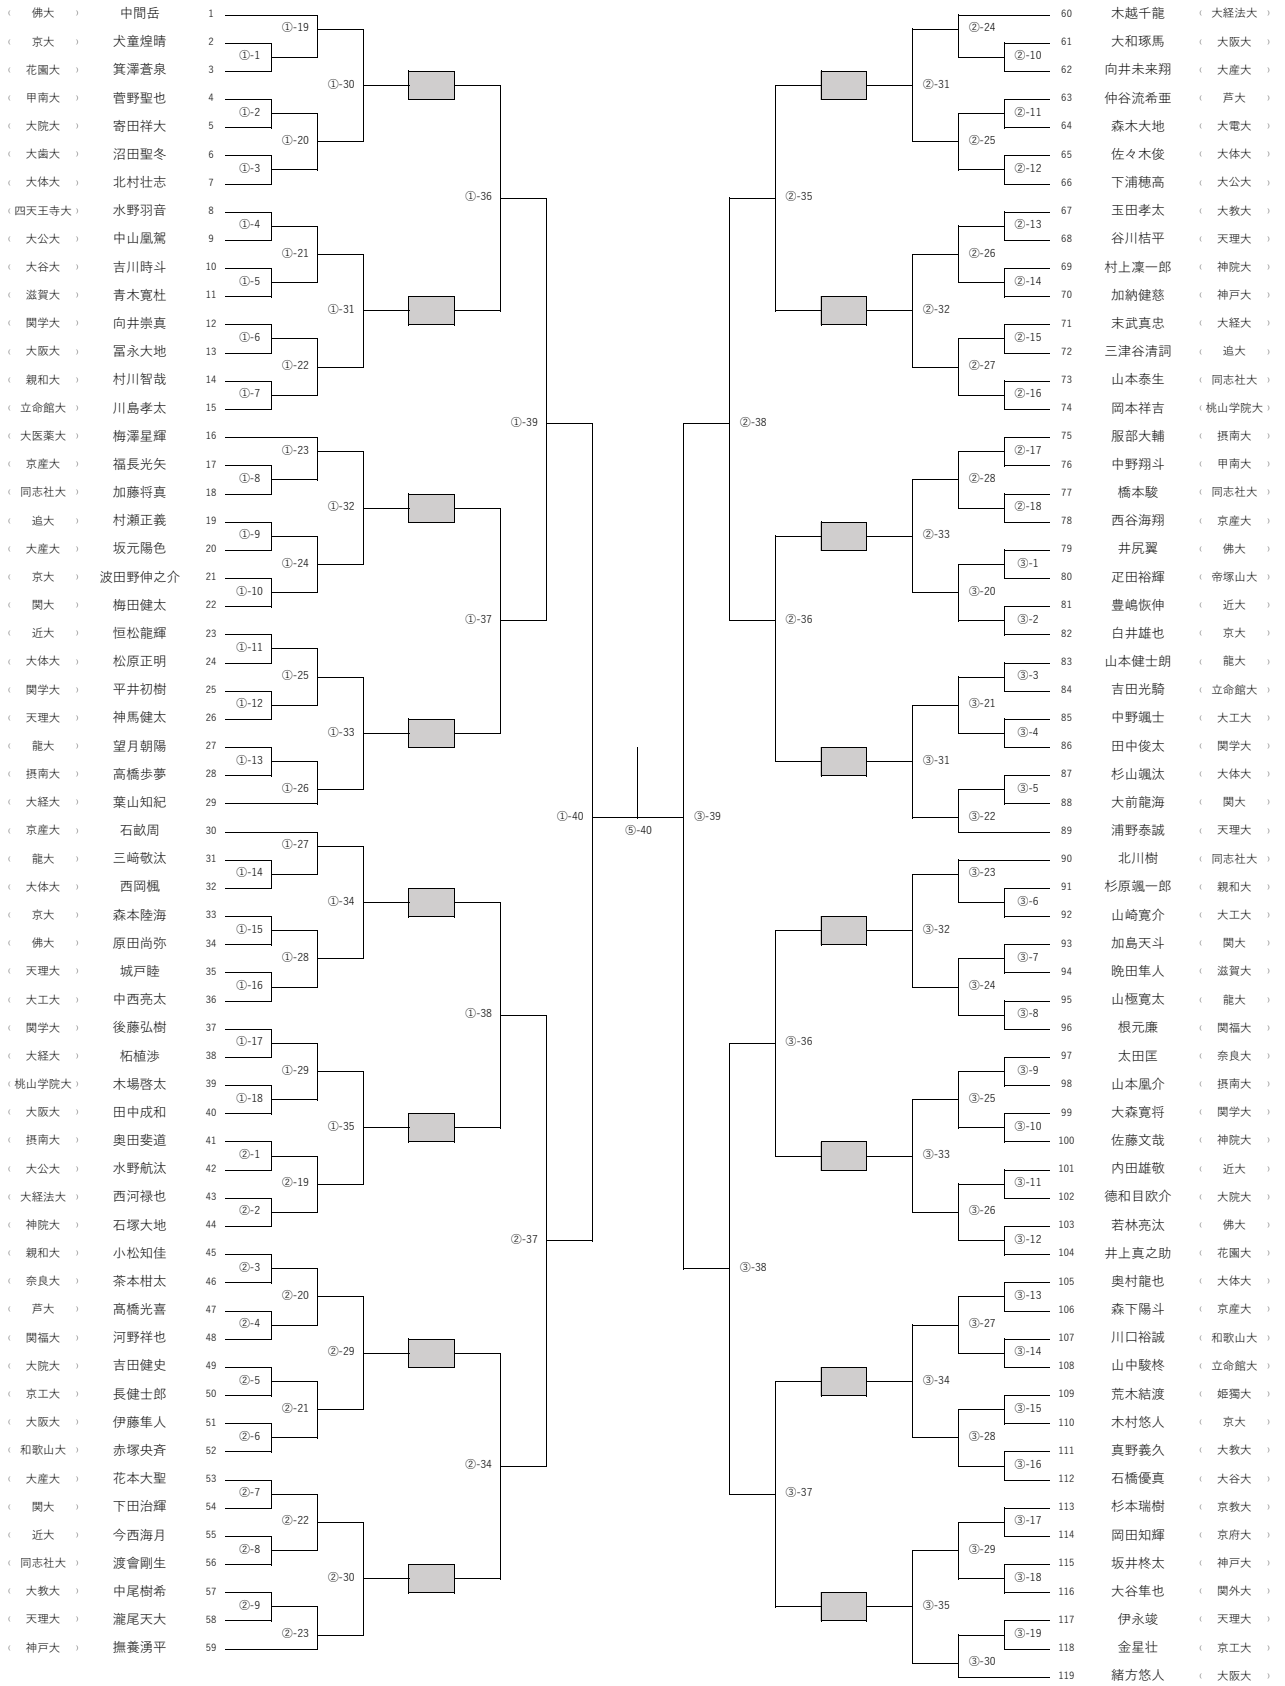 （ 佛大 ） 中間岳 1
（ 京大 ） 犬童煌晴 2
（ 花園大 ） 箕澤蒼泉 3
（ 甲南大 ） 菅野聖也 4
（ 大院大 ） 寄田祥大 5
（ 大歯大 ） 沼田聖冬 6
（ 大体大 ） 北村壮志 7
（ 四天王寺大 ） 水野羽音 8
（ 大公大 ） 中山凰駕 9
（ 大谷大 ） 吉川時斗 10
（ 滋賀大 ） 青木寛杜 11
（ 関学大 ） 向井崇真 12
（ 大阪大 ） 冨永大地 13
（ 親和大 ） 村川智哉 14
（ 立命館大 ） 川島孝太 15
（ 大医薬大 ） 梅澤星輝 16
（ 京産大 ） 福長光矢 17
（ 同志社大 ） 加藤将真 18
（ 追大 ） 村瀬正義 19
（ 大産大 ） 坂元陽色 20
（ 京大 ） 波田野伸之介 21
（ 関大 ） 梅田健太 22
（ 近大 ） 恒松龍輝 23
（ 大体大 ） 松原正明 24
（ 関学大 ） 平井初樹 25
（ 天理大 ） 神馬健太 26
（ 龍大 ） 望月朝陽 27
（ 摂南大 ） 高橋歩夢 28
（ 大経大 ） 葉山知紀 29
（ 京産大 ） 石畝周 30
（ 龍大 ） 三﨑敬汰 31
（ 大体大 ） 西岡楓 32
（ 京大 ） 森本陸海 33
（ 佛大 ） 原田尚弥 34
（ 天理大 ） 城戸睦 35
（ 大工大 ） 中西亮太 36
（ 関学大 ） 後藤弘樹 37
（ 大経大 ） 柘植渉 38
（ 桃山学院大 ） 木場啓太 39
（ 大阪大 ） 田中成和 40
（ 摂南大 ） 奥田斐道 41
（ 大公大 ） 水野航汰 42
（ 大経法大 ） 西河禄也 43
（ 神院大 ） 石塚大地 44
（ 親和大 ） 小松知佳 45
（ 奈良大 ） 茶本柑太 46
（ 芦大 ） 髙橋光喜 47
（ 関福大 ） 河野祥也 48
（ 大院大 ） 吉田健史 49
（ 京工大 ） 長健士郎 50
（ 大阪大 ） 伊藤隼人 51
（ 和歌山大 ） 赤塚央斉 52
（ 大産大 ） 花本大聖 53
（ 関大 ） 下田治輝 54
（ 近大 ） 今西海月 55
（ 同志社大 ） 渡會剛生 56
（ 大教大 ） 中尾樹希 57
（ 天理大 ） 瀧尾天大 58
（ 神戸大 ） 撫養湧平 59
①-1
①-2
①-3
①-4
①-5
①-6
①-7
①-8
①-9
①-10
①-11
①-12
①-13
①-14
①-15
①-16
①-17
①-18
②-1
②-2
②-3
②-4
②-5
②-6
②-7
②-8
②-9
①-19
①-20
①-21
①-22
①-23
①-24
①-25
①-26
①-27
①-28
①-29
②-19
②-20
②-21
②-22
②-23
①-30
①-31
①-32
①-33
①-34
①-35
②-29
②-30
①-36
①-37
①-38
②-34
①-39
②-37
①-40
⑤-40
③-39
②-38
③-38
②-35
②-36
③-36
③-37
②-31
②-32
②-33
③-31
③-32
③-33
③-34
③-35
②-24
②-25
②-26
②-27
②-28
③-20
③-21
③-22
③-23
③-24
③-25
③-26
③-27
③-28
③-29
③-30
②-10
②-11
②-12
②-13
②-14
②-15
②-16
②-17
②-18
③-1
③-2
③-3
③-4
③-5
③-6
③-7
③-8
③-9
③-10
③-11
③-12
③-13
③-14
③-15
③-16
③-17
③-18
③-19
60 木越千龍 （ 大経法大 ）
61 大和琢馬 （ 大阪大 ）
62 向井未来翔 （ 大産大 ）
63 仲谷流希亜 （ 芦大 ）
64 森木大地 （ 大電大 ）
65 佐々木俊 （ 大体大 ）
66 下浦穂高 （ 大公大 ）
67 玉田孝太 （ 大教大 ）
68 谷川桔平 （ 天理大 ）
69 村上凜一郎 （ 神院大 ）
70 加納健慈 （ 神戸大 ）
71 末武真忠 （ 大経大 ）
72 三津谷清詞 （ 追大 ）
73 山本泰生 （ 同志社大 ）
74 岡本祥吉 （ 桃山学院大 ）
75 服部大輔 （ 摂南大 ）
76 中野翔斗 （ 甲南大 ）
77 橋本駿 （ 同志社大 ）
78 西谷海翔 （ 京産大 ）
79 井尻翼 （ 佛大 ）
80 疋田裕輝 （ 帝塚山大 ）
81 豊嶋恢伸 （ 近大 ）
82 白井雄也 （ 京大 ）
83 山本健士朗 （ 龍大 ）
84 吉田光騎 （ 立命館大 ）
85 中野颯士 （ 大工大 ）
86 田中俊太 （ 関学大 ）
87 杉山颯汰 （ 大体大 ）
88 大前龍海 （ 関大 ）
89 浦野泰誠 （ 天理大 ）
90 北川樹 （ 同志社大 ）
91 杉原颯一郎 （ 親和大 ）
92 山崎寛介 （ 大工大 ）
93 加島天斗 （ 関大 ）
94 晩田隼人 （ 滋賀大 ）
95 山極寛太 （ 龍大 ）
96 根元廉 （ 関福大 ）
97 太田匡 （ 奈良大 ）
98 山本凰介 （ 摂南大 ）
99 大森寛将 （ 関学大 ）
100 佐藤文哉 （ 神院大 ）
101 内田雄敬 （ 近大 ）
102 德和目欧介 （ 大院大 ）
103 若林亮汰 （ 佛大 ）
104 井上真之助 （ 花園大 ）
105 奥村龍也 （ 大体大 ）
106 森下陽斗 （ 京産大 ）
107 川口裕誠 （ 和歌山大 ）
108 山中駿柊 （ 立命館大 ）
109 荒木結渡 （ 姫獨大 ）
110 木村悠人 （ 京大 ）
111 真野義久 （ 大教大 ）
112 石橋優真 （ 大谷大 ）
113 杉本瑞樹 （ 京教大 ）
114 岡田知輝 （ 京府大 ）
115 坂井柊太 （ 神戸大 ）
116 大谷隼也 （ 関外大 ）
117 伊永竣 （ 天理大 ）
118 金星壮 （ 京工大 ）
119 緒方悠人 （ 大阪大 ）